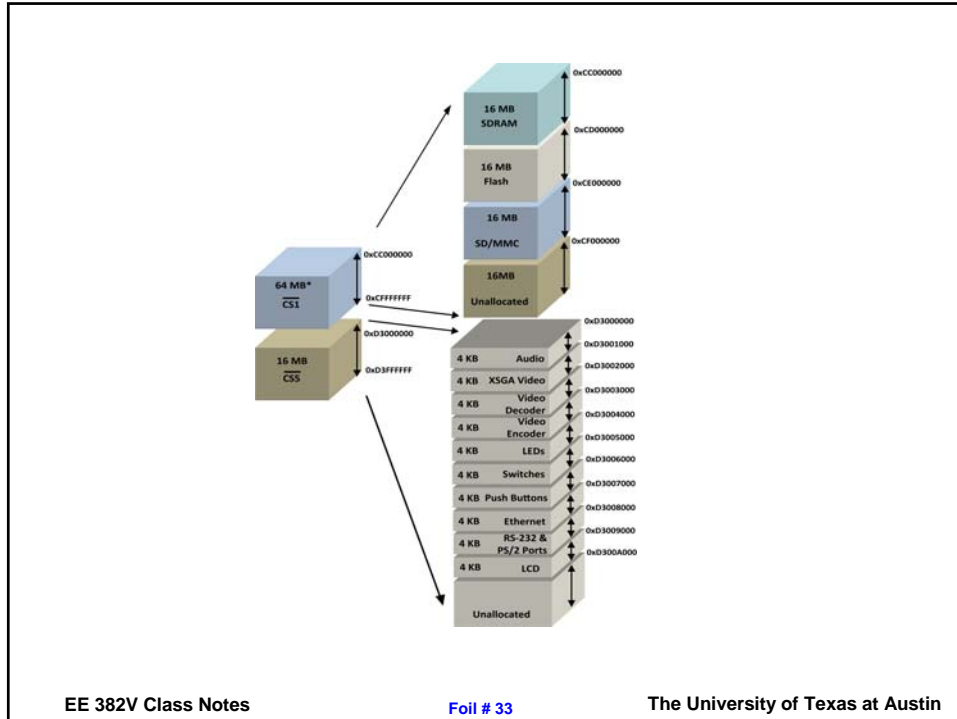 0xCC000000
16 MB
SDRAM
0xCD000000
16 MB
Flash
0xCE000000
16 MB
SD/MMC
0xCF000000
16MB
Unallocated
0xCC000000
64 MB*
CS1
0xCFFFFFFF
0xD3000000
16 MB
CS5
0xD3FFFFFF
0xD3000000
0xD3001000
4 KB Audio
0xD3002000
4 KB XSGA Video
0xD3003000
4 KB Video
Decoder
0xD3004000
4 KB Video
Encoder
0xD3005000
4 KB LEDs
0xD3006000
4 KB Switches
0xD3007000
4 KB Push Buttons
0xD3008000
4 KB Ethernet
0xD3009000
4 KB RS-232 &
PS/2 Ports
0xD300A000
4 KB LCD
Unallocated
EE 382V Class Notes
Foil # 33
The University of Texas at Austin